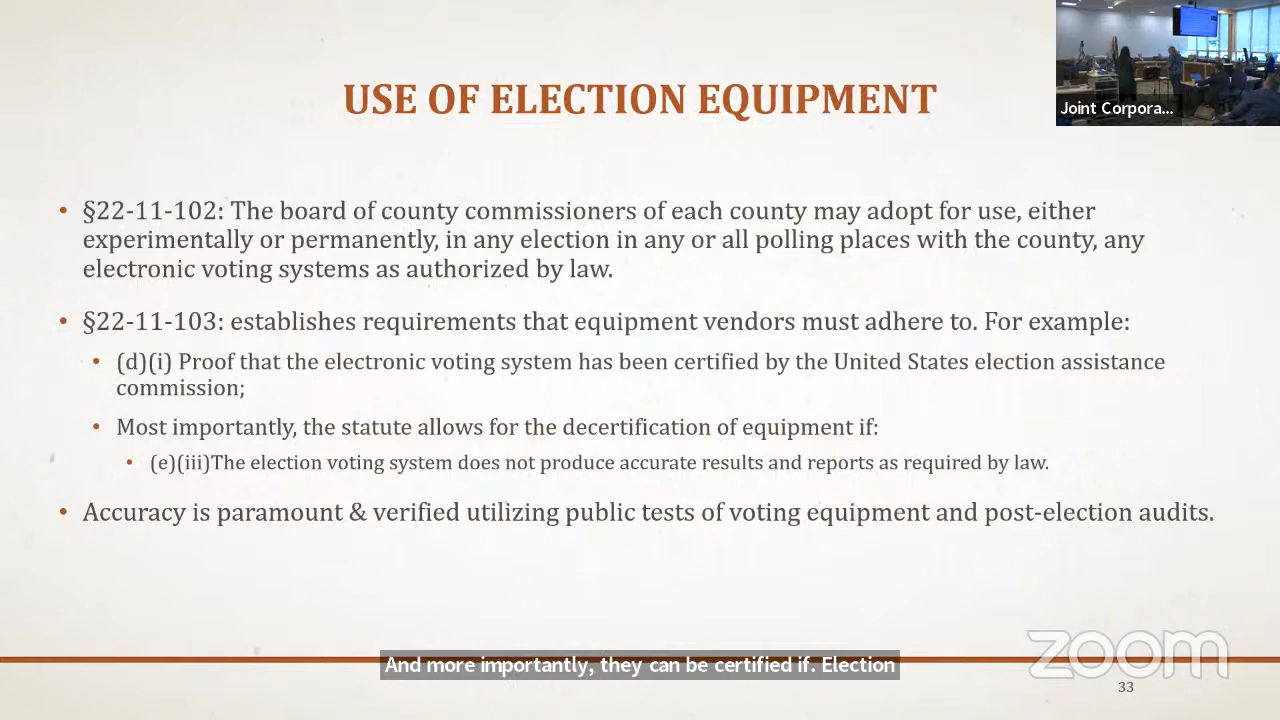 USE OF ELECTION EQUIPMENT
Joint Corpora...
• §22-11-102: The board of county commissioners of each county may adopt for use, either
experimentally or permanently, in any election in any or all polling places with the county, any
electronic voting systems as authorized by law.
• §22-11-103: establishes requirements that equipment vendors must adhere to. For example:
• (d)(i) Proof that the electronic voting system has been certified by the United States election assistance
commission;
• Most importantly, the statute allows for the decertification of equipment if:
• (e)(iii)The election voting system does not produce accurate results and reports as required by law.
• Accuracy is paramount & verified utilizing public tests of voting equipment and post-election audits.
zoom
And more importantly, they can be certified if. Election
33